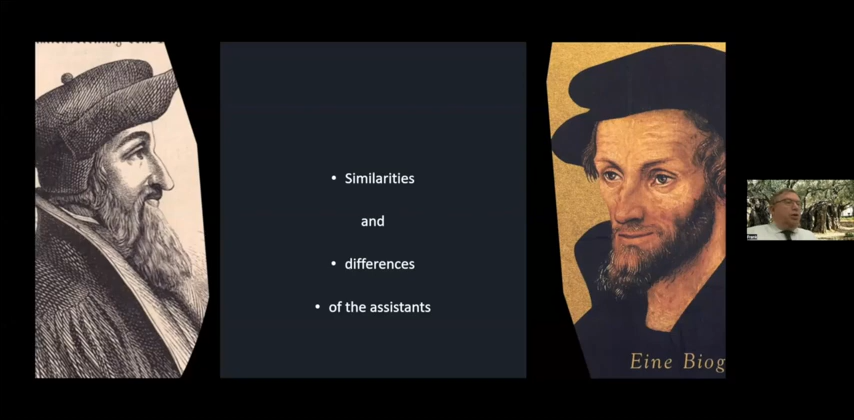 • Similarities
and
• differences
• of the assistants
Eine Biog